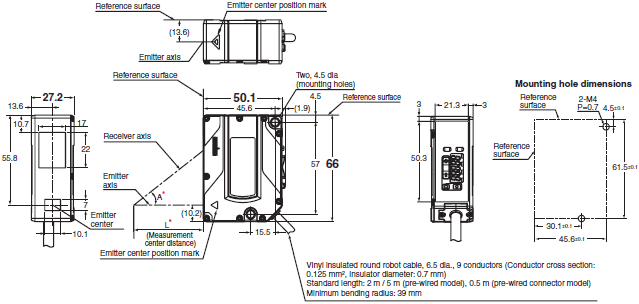 Reference surface
Emitter center position mark
(13.6)
Emitter axis
Reference surface
Two, 4.5 dia
(mounting holes)
50.1
45.6
4.5
(1.9)
Reference surface
27.2
13.6
10.7
17
22
55.8
7
Emitter
center
10.1
Receiver axis
Emitter
axis
A*
(10.2)
L*
(Measurement
center distance)
Emitter center position mark
15.5
57
66
3
21.3
3
50.3
Mounting hole dimensions
Reference
surface
2-M4
P=0.7
4.5±0.1
Reference
surface
61.5±0.1
30.1±0.1
45.6±0.1
Vinyl insulated round robot cable, 6.5 dia., 9 conductors (Conductor cross section:
0.125 mm², Insulator diameter: 0.7 mm)
Standard length: 2 m / 5 m (pre-wired model), 0.5 m (pre-wired connector model)
Minimum bending radius: 39 mm